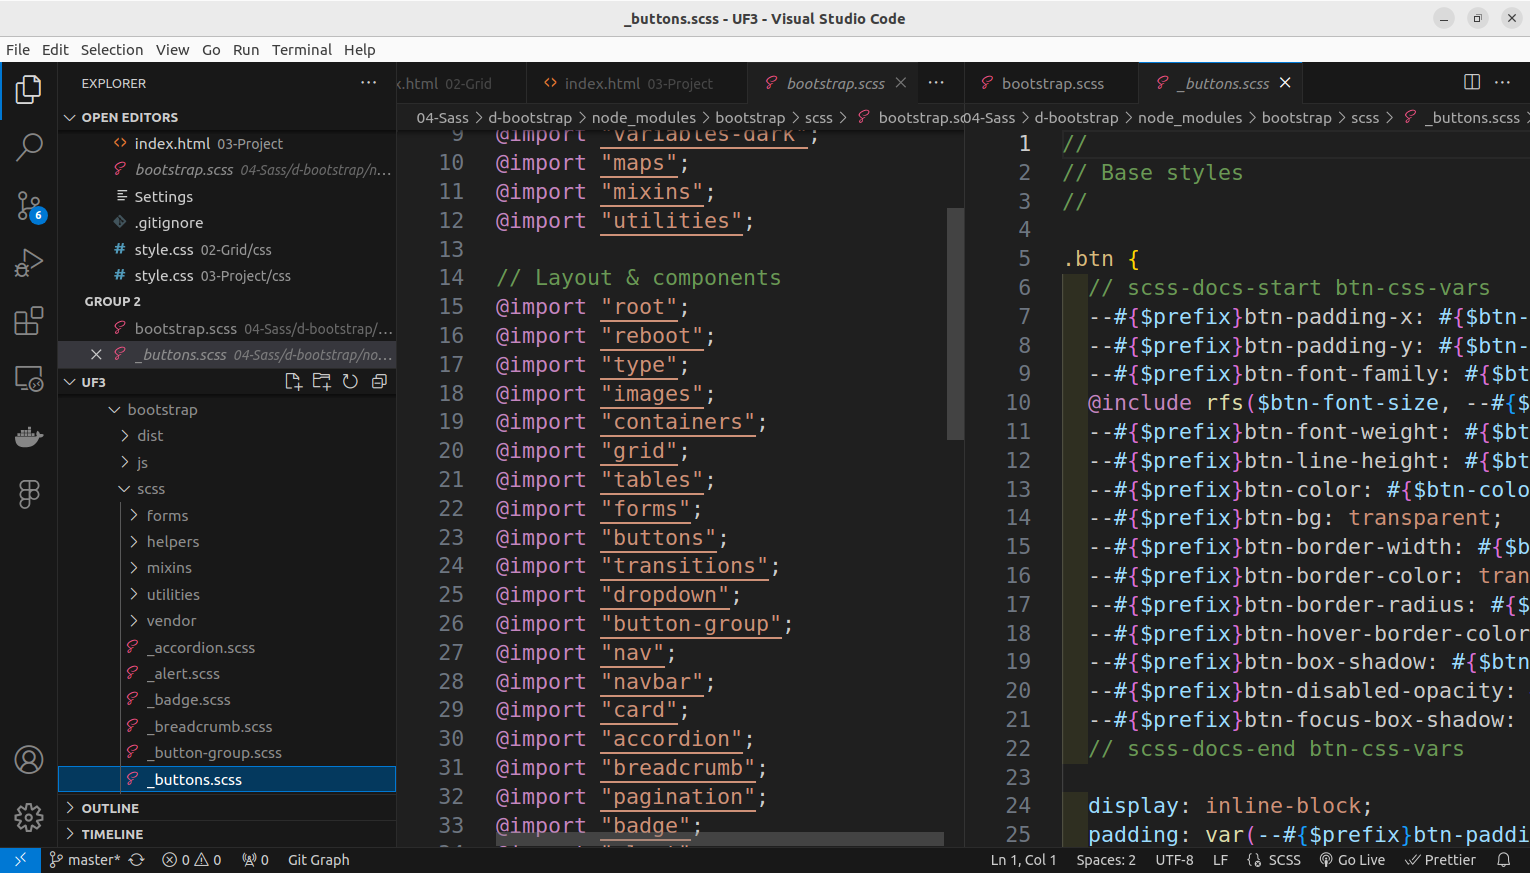 _buttons.scss - UF3 - Visual Studio Code
File Edit Selection View Go Run Terminal Help
EXPLORER
OPEN EDITORS
index.html 03-Project
bootstrap.scss 04-Sass/d-bootstrap/no...
Settings
.gitignore
style.css 02-Grid/css
style.css 03-Project/css
GROUP 2
bootstrap.scss 04-Sass/d-bootstrap/...
_buttons.scss 04-Sass/d-bootstrap/no...
UF3
bootstrap
dist
js
scss
forms
helpers
mixins
utilities
vendor
_accordion.scss
_alert.scss
_badge.scss
_breadcrumb.scss
_button-group.scss
_buttons.scss
OUTLINE
TIMELINE
6
x.html 02-Grid
index.html 03-Project
bootstrap.scss
04-Sass > d-bootstrap > node_modules > bootstrap > scss > bootstrap.sc
9 @import "variables-dark";
10 @import "maps";
11 @import "mixins";
12 @import "utilities";
13
14 // Layout & components
15 @import "root";
16 @import "reboot";
17 @import "type";
18 @import "images";
19 @import "containers";
20 @import "grid";
21 @import "tables";
22 @import "forms";
23 @import "buttons";
24 @import "transitions";
25 @import "dropdown";
26 @import "button-group";
27 @import "nav";
28 @import "navbar";
29 @import "card";
30 @import "accordion";
31 @import "breadcrumb";
32 @import "pagination";
33 @import "badge";
bootstrap.scss
_buttons.scss
04-Sass > d-bootstrap > node_modules > bootstrap > scss > _buttons.scss >
1 //
2 // Base styles
3 //
4
5 .btn {
6 // scss-docs-start btn-css-vars
7 --#{$prefix}btn-padding-x: #{$btn-
8 --#{$prefix}btn-padding-y: #{$btn-
9 --#{$prefix}btn-font-family: #{$bt
10 @include rfs($btn-font-size, --#{$
11 --#{$prefix}btn-font-weight: #{$bt
12 --#{$prefix}btn-line-height: #{$bt
13 --#{$prefix}btn-color: #{$btn-colo
14 --#{$prefix}btn-bg: transparent;
15 --#{$prefix}btn-border-width: #{$b
16 --#{$prefix}btn-border-color: tran
17 --#{$prefix}btn-border-radius: #{$
18 --#{$prefix}btn-hover-border-color
19 --#{$prefix}btn-box-shadow: #{$btn
20 --#{$prefix}btn-disabled-opacity:
21 --#{$prefix}btn-focus-box-shadow:
22 // scss-docs-end btn-css-vars
23
24 display: inline-block;
25 padding: var(--#{$prefix}btn-paddi
master* 0 0 0 Git Graph Ln 1, Col 1 Spaces: 2 UTF-8 LF SCSS Go Live Prettier